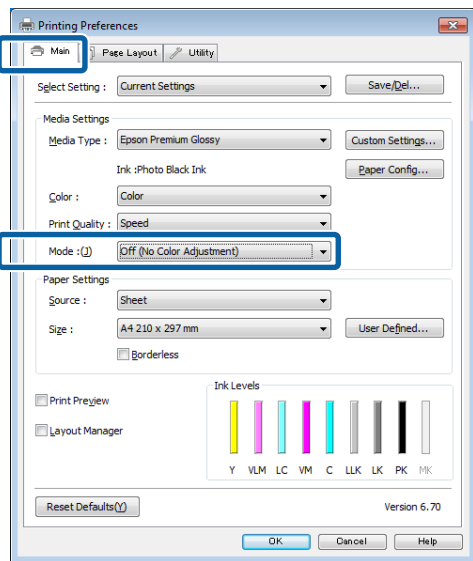 Printing Preferences
Main Page Layout Utility
Select Setting : Current Settings Save/Del...
Media Settings
Media Type : Epson Premium Glossy Custom Settings...
Ink :Photo Black Ink Paper Config...
Color : Color
Print Quality : Speed
Mode :(J) Off (No Color Adjustment)
Paper Settings
Source : Sheet
Size : A4 210 x 297 mm User Defined...
Borderless
Ink Levels
Print Preview
Layout Manager
Y VLM LC VM C LLK LK PK MK
Reset Defaults(Y) Version 6.70
OK Cancel Help